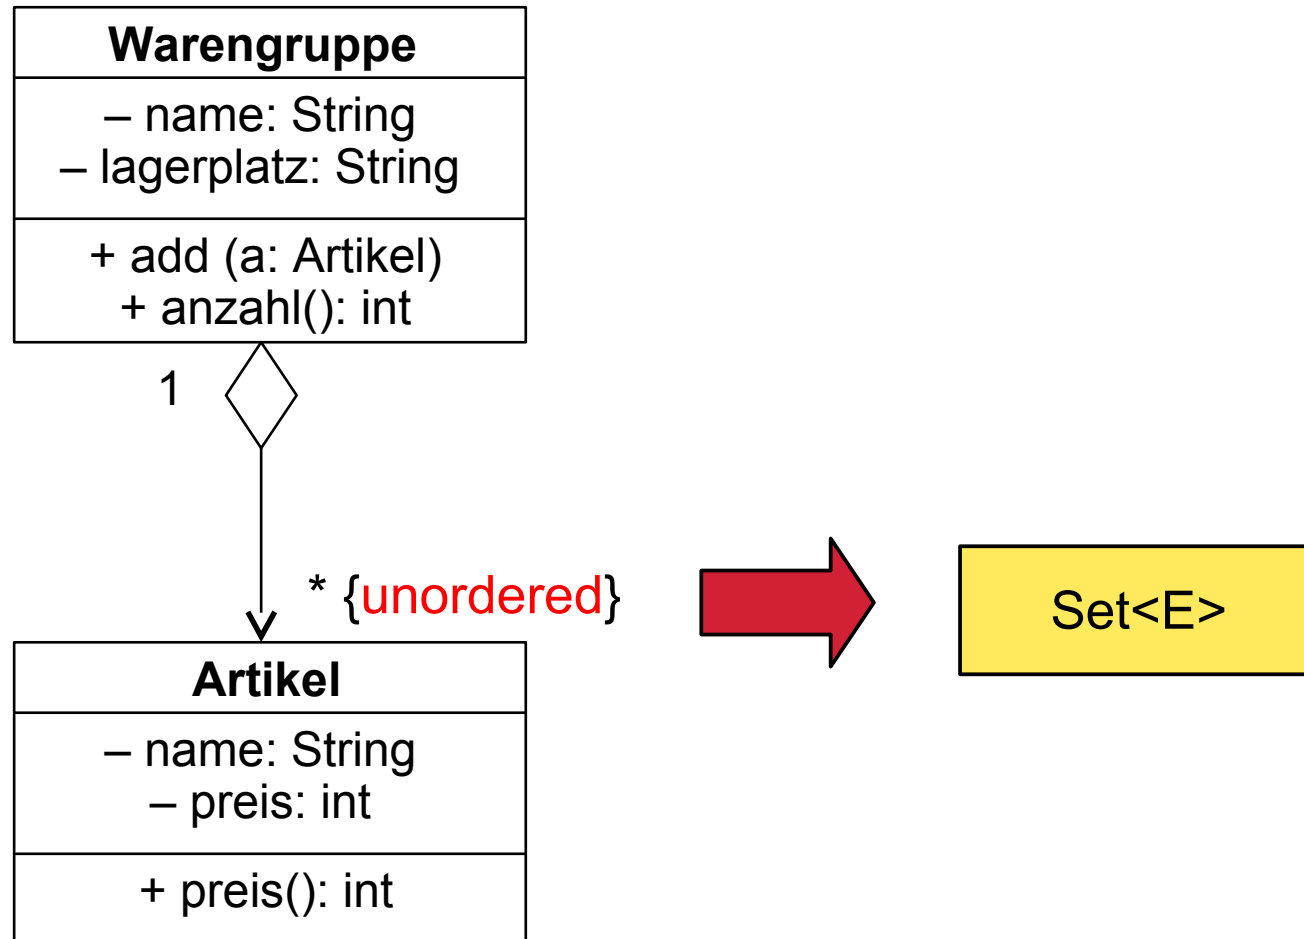 Warengruppe
– name: String
– lagerplatz: String
+ add (a: Artikel)
+ anzahl(): int
1
* {unordered}
Set<E>
Artikel
– name: String
– preis: int
+ preis(): int